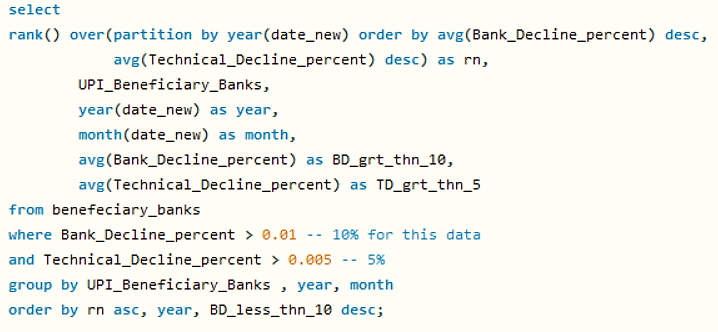 select
rank() over(partition by year(date_new) order by avg(Bank_Decline_percent) desc,
avg(Technical_Decline_percent) desc) as rn,
UPI_Beneficiary_Banks,
year(date_new) as year,
month(date_new) as month,
avg(Bank_Decline_percent) as BD_grt_thn_10,
avg(Technical_Decline_percent) as TD_grt_thn_5
from benefeciary_banks
where Bank_Decline_percent > 0.01 -- 10% for this data
and Technical_Decline_percent > 0.005 -- 5%
group by UPI_Beneficiary_Banks , year, month
order by rn asc, year, BD_less_thn_10 desc;